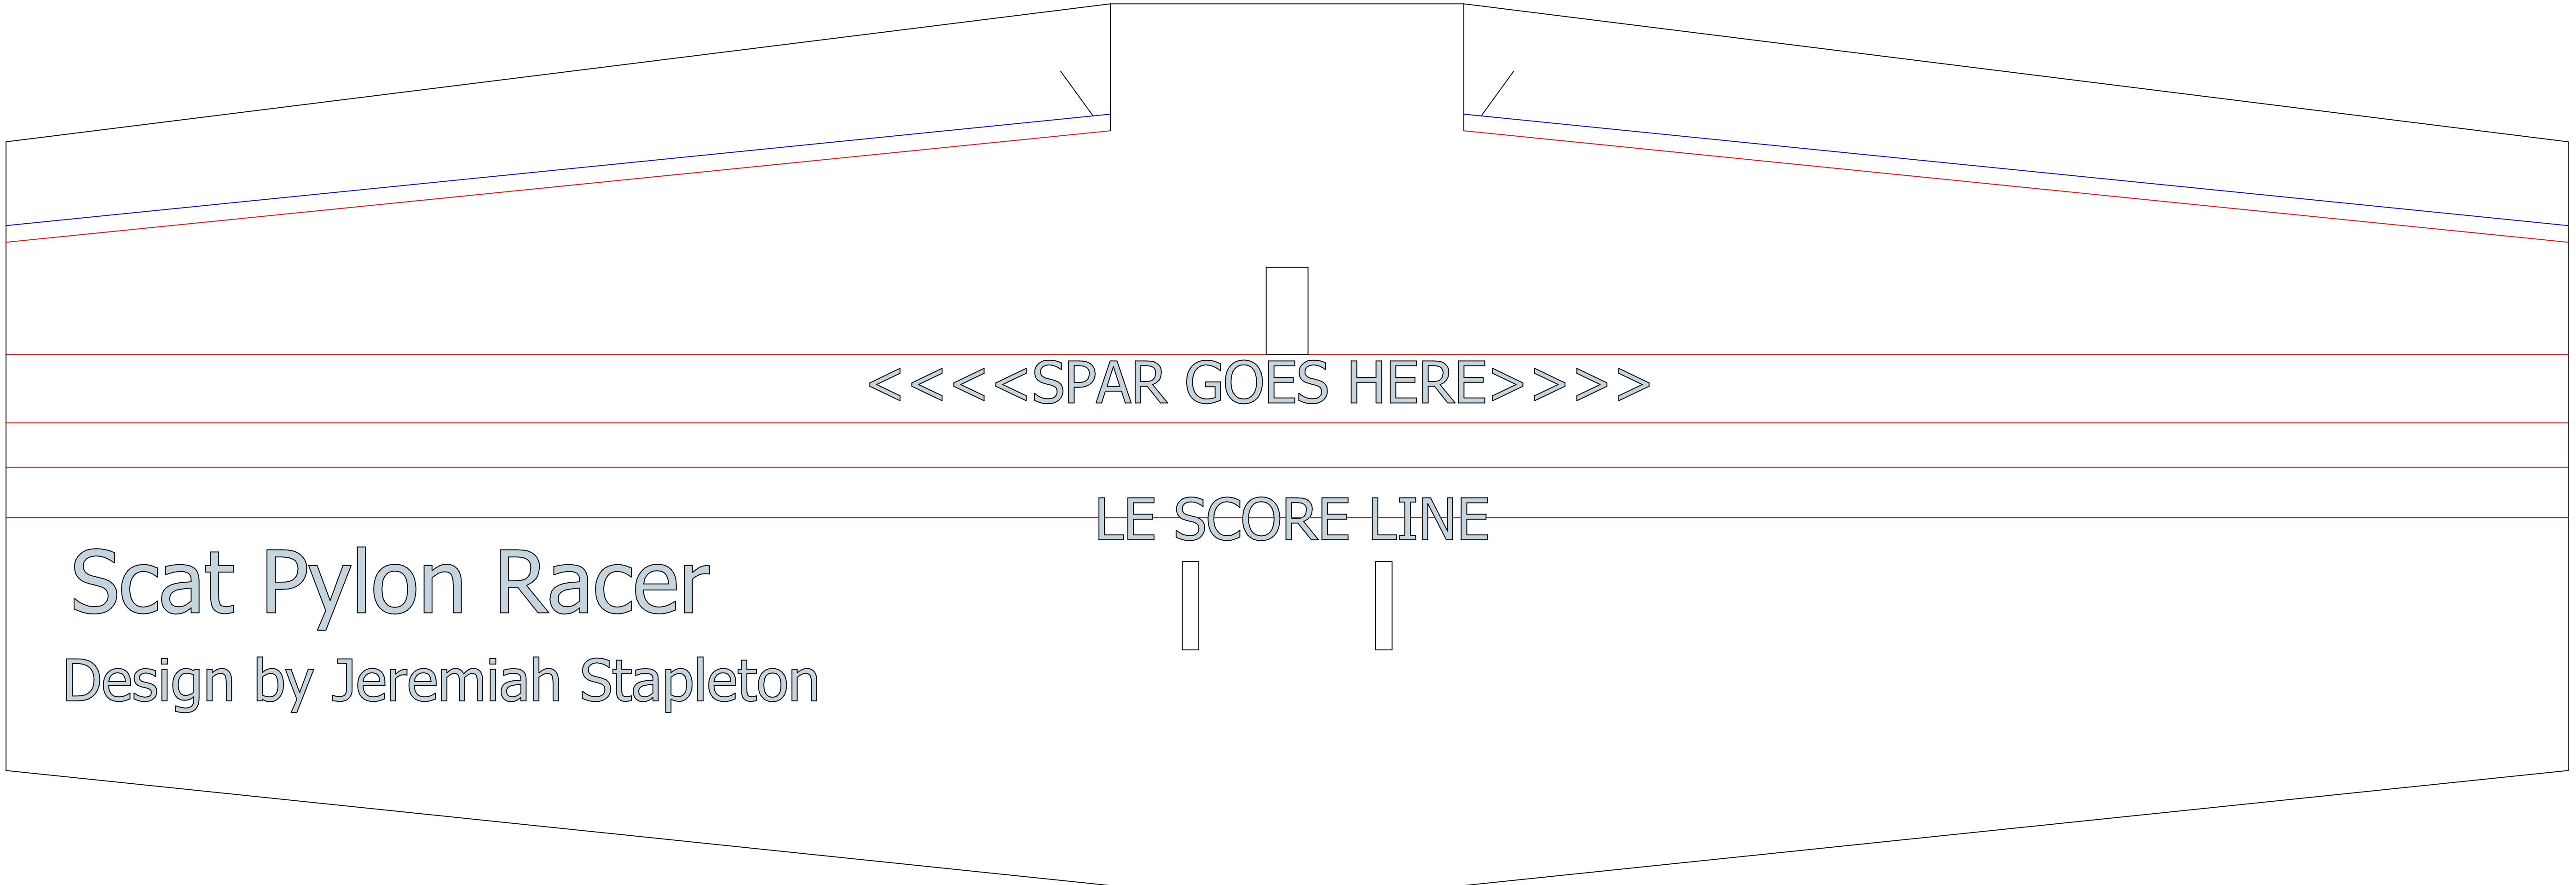 <<<<SPAR GOES HERE>>>>
LE SCORE LINE
Scat Pylon Racer
Design by Jeremiah Stapleton